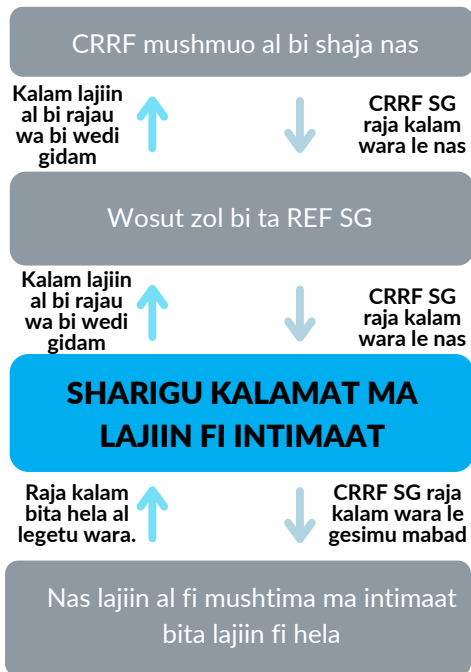 CRRF mushmuo al bi shaja nas
Kalam lajiin
al bi rajau
wa bi wedi
gidam
CRRF SG
raja kalam
wara le nas
Wosut zol bi ta REF SG
Kalam lajiin
al bi rajau
wa bi wedi
gidam
CRRF SG
raja kalam
wara le nas
SHARIGU KALAMAT MA
LAJIIN FI INTIMAAT
Raja kalam
bita hela al
legetu wara.
CRRF SG raja
kalam wara le
gesimu mabad
Nas lajiin al fi mushtima ma intimaat
bita lajiin fi hela